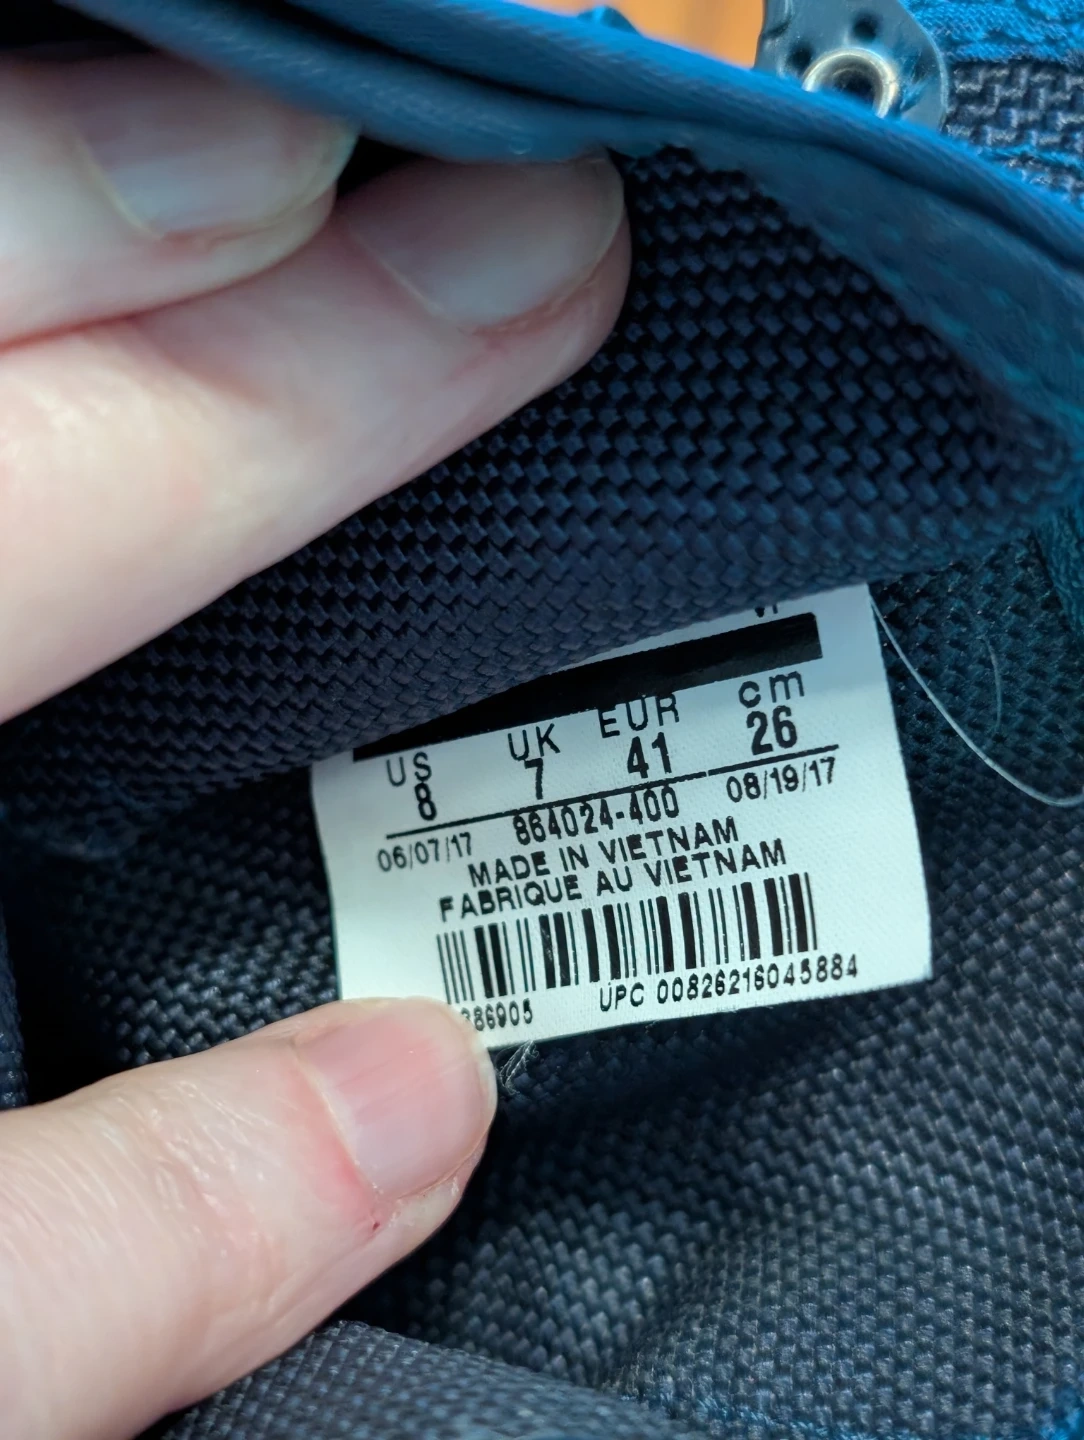 US UK EUR cm
8 7 41 26
06/07/17 864024-400 08/19/17
MADE IN VIETNAM
FABRIQUE AU VIETNAM
UPC 00826216045884